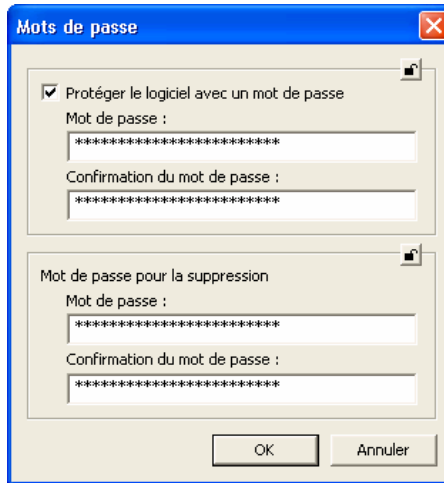 Mots de passe
Protéger le logiciel avec un mot de passe
Mot de passe :
************************
Confirmation du mot de passe :
************************
Mot de passe pour la suppression
Mot de passe :
************************
Confirmation du mot de passe :
************************
OK Annuler